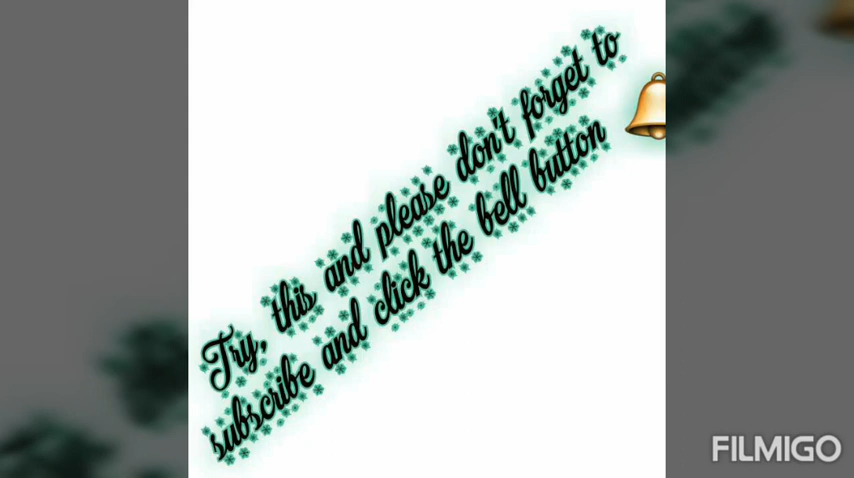 Try, this and please don't forget to
subscribe and click the bell button
FILMIGO